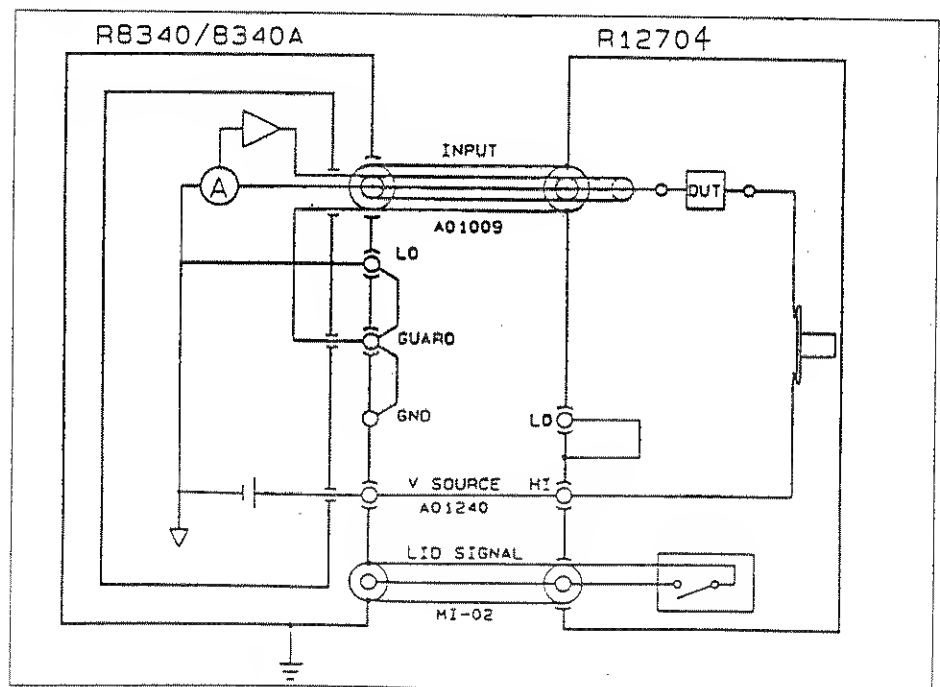 R8340/8340A
R12704
INPUT
A
DUT
A01009
LO
GUARD
GND
LO
V SOURCE
HI
A01240
LID SIGNAL
MI-02